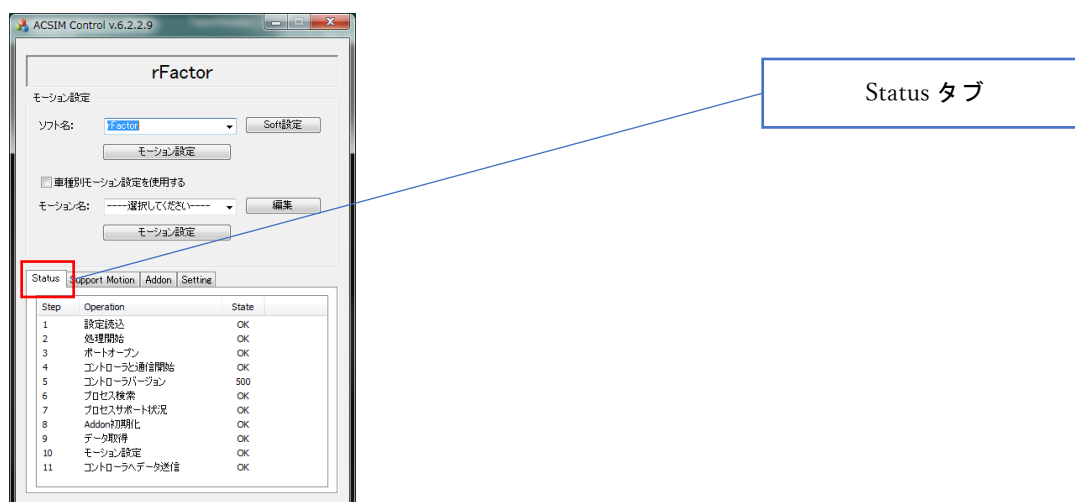 ACSIM Control v.6.2.2.9
rFactor
モーション設定
ソフト名: rFactor Soft設定
モーション設定
車種別モーション設定を使用する
モーション名: ----選択してください---- 編集
モーション設定
Status Support Motion Addon Setting
Step Operation State
1 設定読込 OK
2 処理開始 OK
3 ポートオープン OK
4 コントローラと通信開始 OK
5 コントローラバージョン 500
6 プロセス検索 OK
7 プロセスサポート状況 OK
8 Addon初期化 OK
9 データ取得 OK
10 モーション設定 OK
11 コントローラへデータ送信 OK
Status タブ